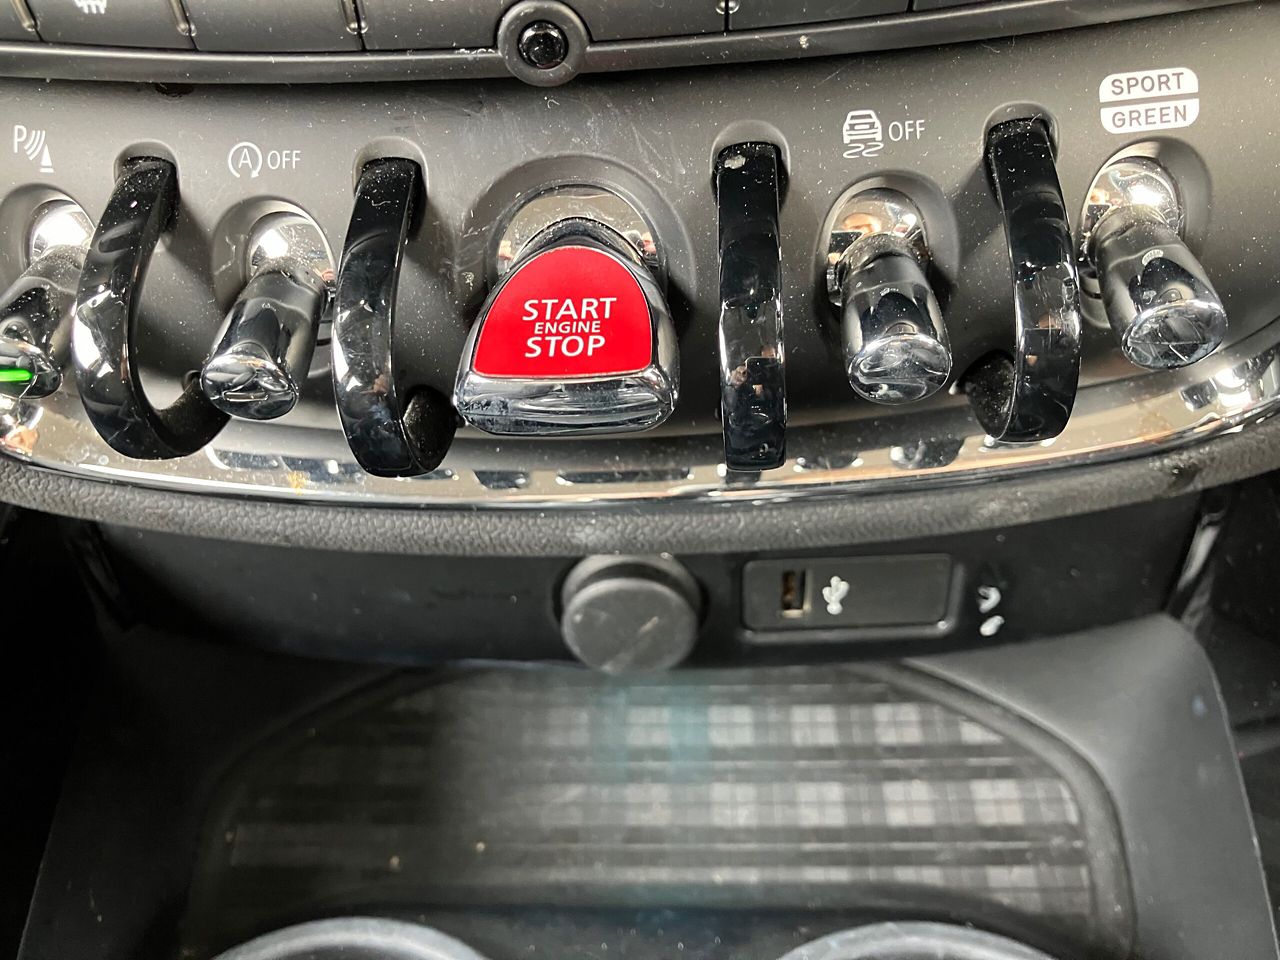 SPORT
GREEN
P
A OFF
OFF
START
ENGINE
STOP